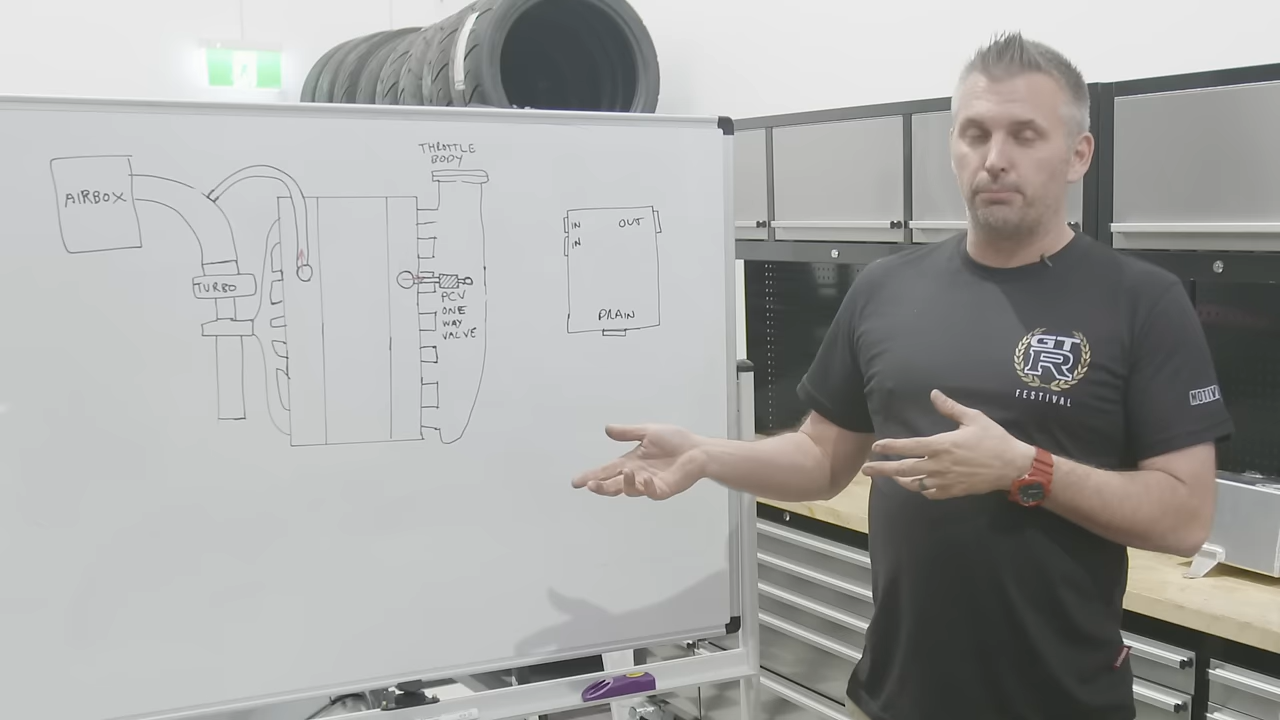 AIRBOX
TURBO
THROTTLE
BODY
PCV
ONE
WAY
VALVE
IN
OUT
IN
DRAIN
GT
R
FESTIVAL
MOTIV